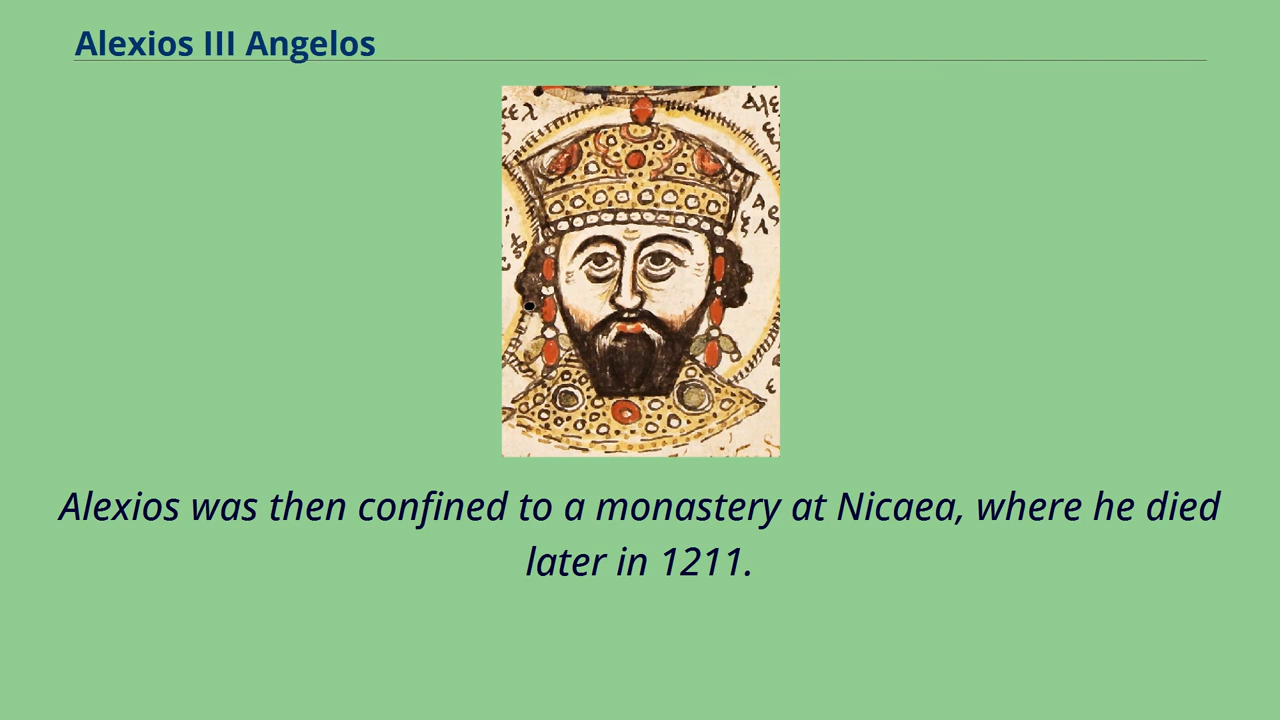 Alexios III Angelos
Alexios was then confined to a monastery at Nicaea, where he died
later in 1211.